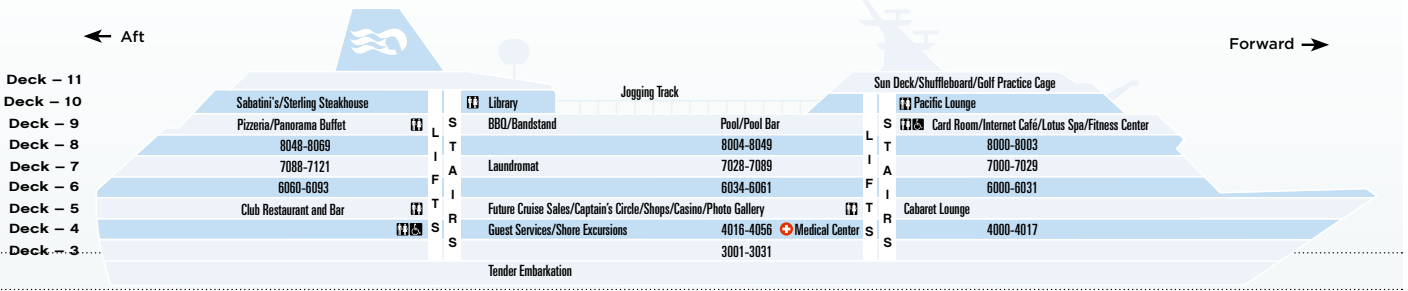 Aft
Forward
Deck – 11
Sun Deck/Shuffleboard/Golf Practice Cage
Jogging Track
Deck – 10
Sabatini's/Sterling Steakhouse
Library
Pacific Lounge
Deck – 9
Pizzeria/Panorama Buffet
BBQ/Bandstand
Pool/Pool Bar
Card Room/Internet Café/Lotus Spa/Fitness Center
Deck – 8
8048-8069
8004-8049
8000-8003
Deck – 7
7088-7121
Laundromat
7028-7089
7000-7029
Deck – 6
6060-6093
6034-6061
6000-6031
Deck – 5
Club Restaurant and Bar
Future Cruise Sales/Captain's Circle/Shops/Casino/Photo Gallery
Cabaret Lounge
Deck – 4
Guest Services/Shore Excursions
4016-4056
Medical Center
4000-4017
Deck – 3
3001-3031
Tender Embarkation
LIFTS
STAIRS
LIFTS
STAIRS